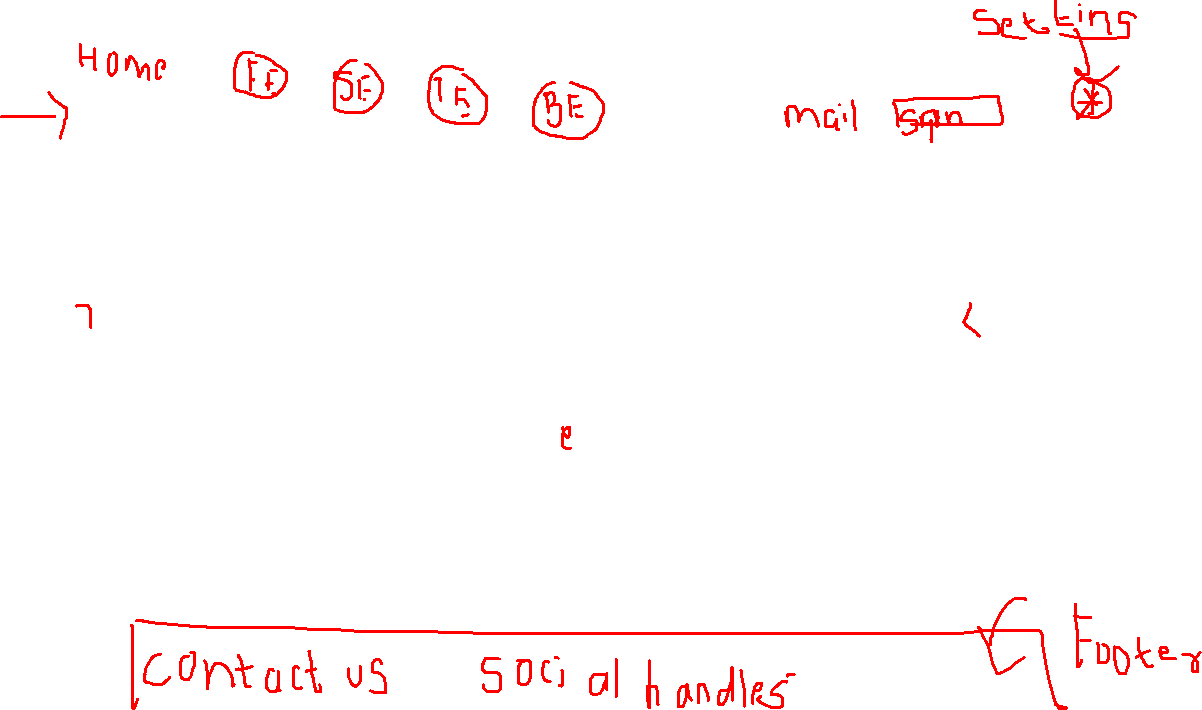 Settings
Home FE SE TE BE mail sgn
e
contact us social handles Footer